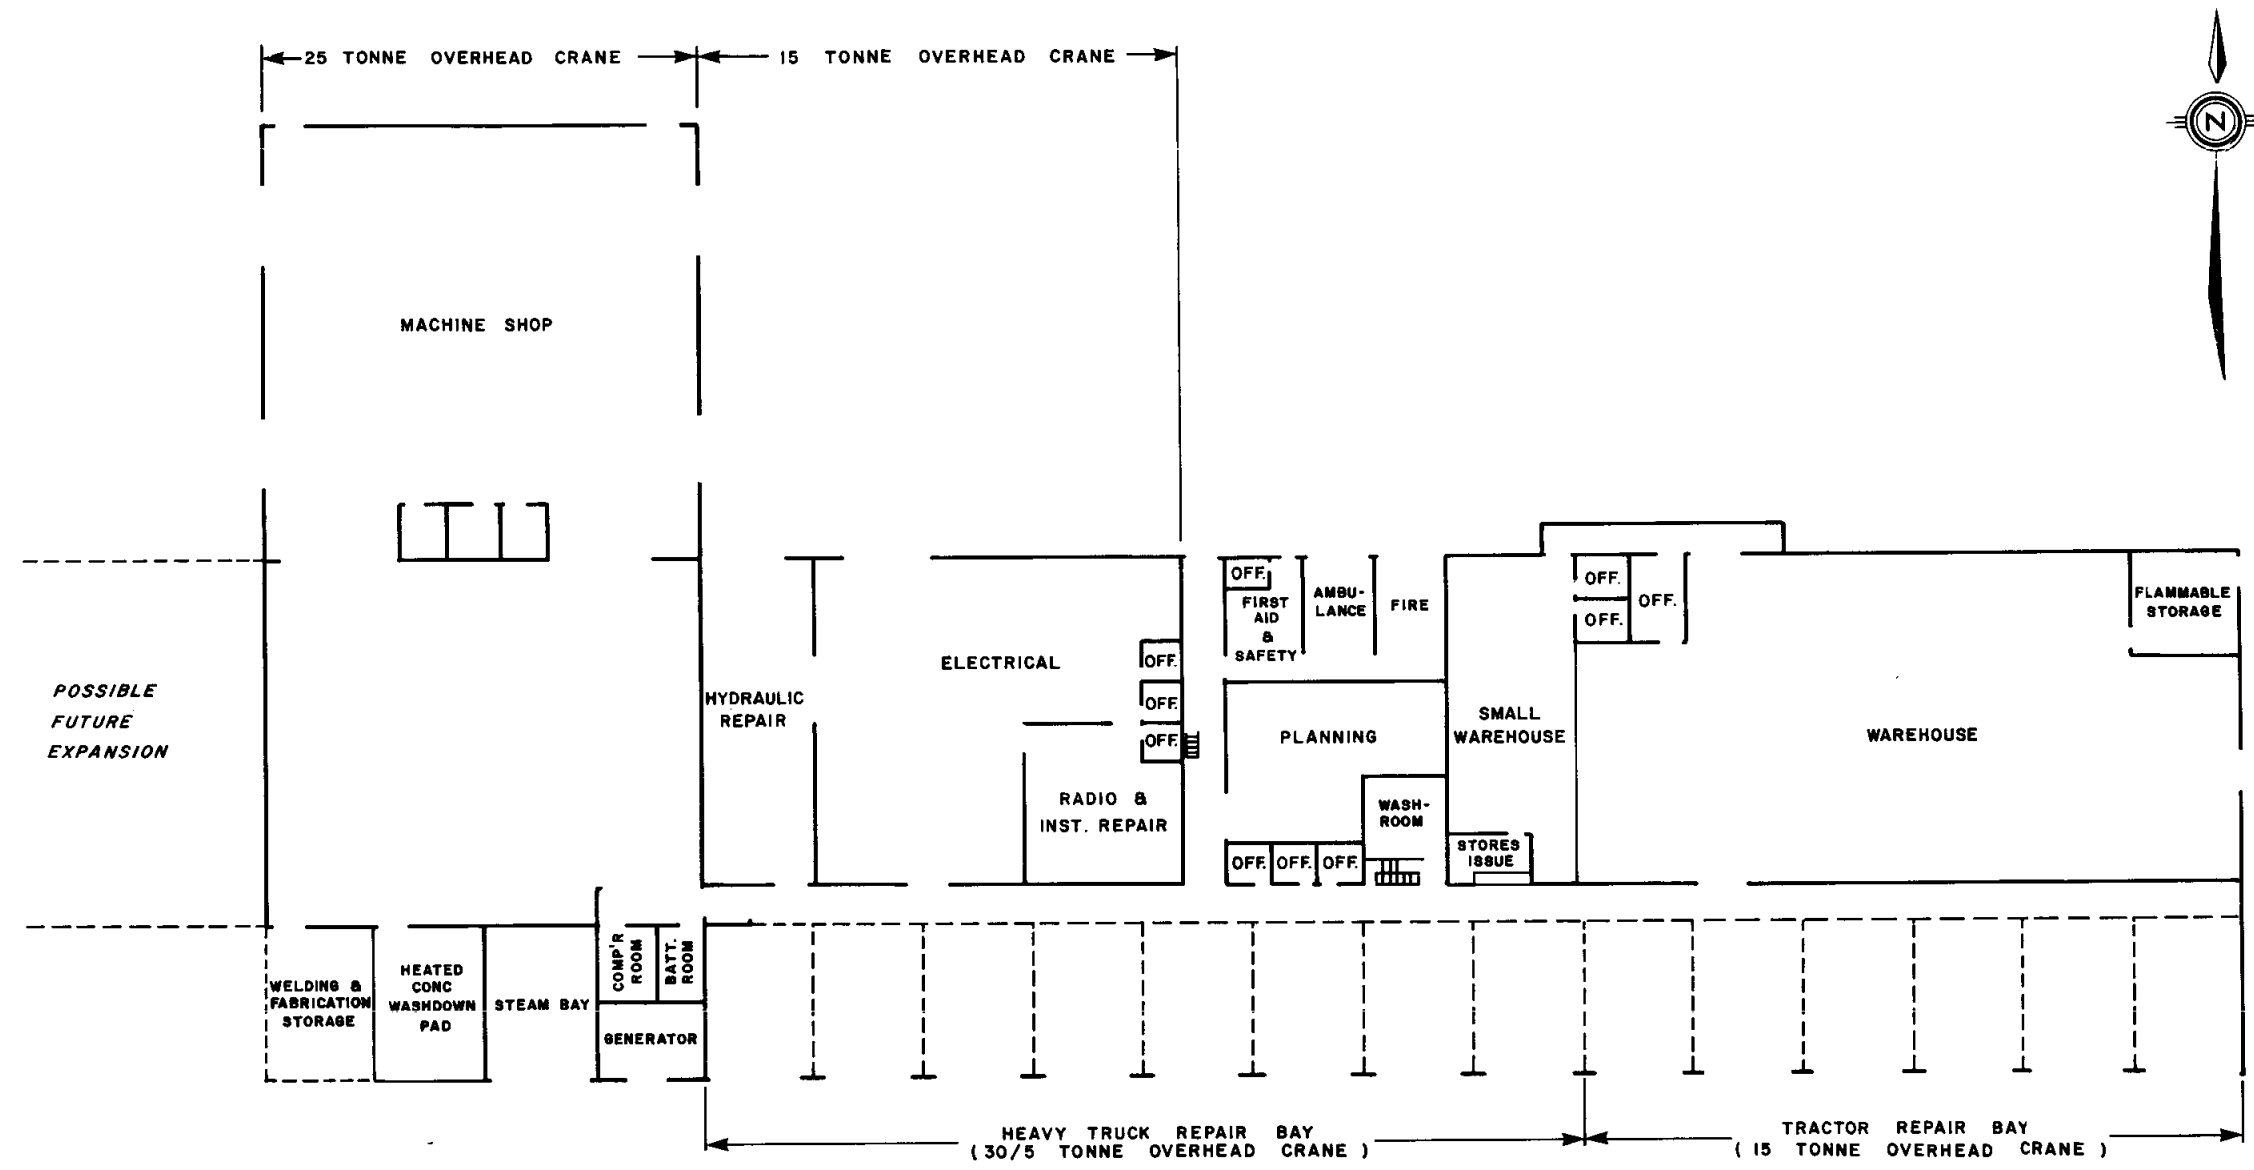 25 TONNE OVERHEAD CRANE
15 TONNE OVERHEAD CRANE
N
MACHINE SHOP
POSSIBLE
FUTURE
EXPANSION
HYDRAULIC
REPAIR
ELECTRICAL
OFF.
OFF.
OFF.
RADIO &
INST. REPAIR
OFF.
FIRST
AID
&
SAFETY
AMBU-
LANCE
FIRE
PLANNING
WASH-
ROOM
OFF.
OFF.
OFF.
SMALL
WAREHOUSE
STORES
ISSUE
OFF.
OFF.
OFF.
WAREHOUSE
FLAMMABLE
STORAGE
WELDING &
FABRICATION
STORAGE
HEATED
CONC
WASHDOWN
PAD
STEAM BAY
COMP'R
ROOM
BATT.
ROOM
GENERATOR
HEAVY TRUCK REPAIR BAY
(30/5 TONNE OVERHEAD CRANE)
TRACTOR REPAIR BAY
(15 TONNE OVERHEAD CRANE)